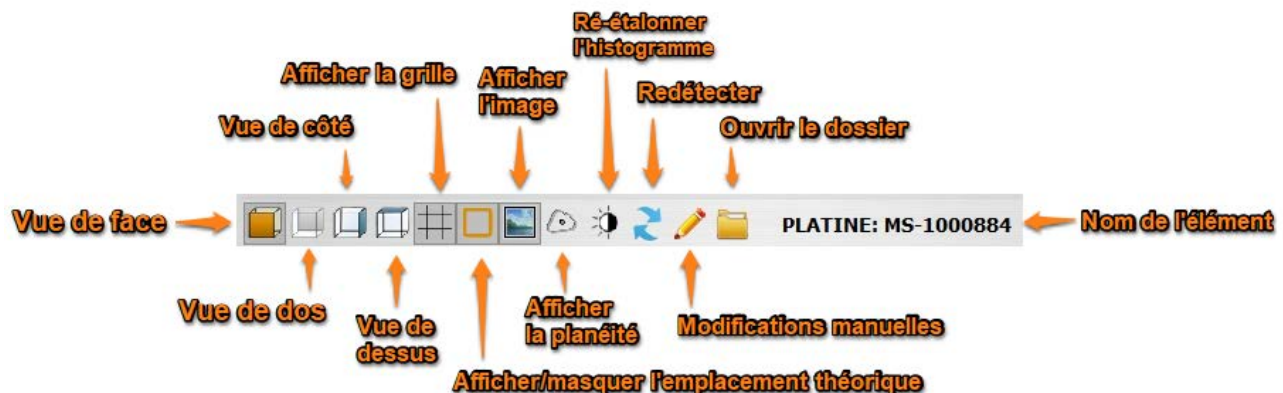 Ré-étalonner
l'histogramme
Afficher la grille
Afficher
l'image
Redétecter
Vue de côté
Ouvrir le dossier
Vue de face
PLATINE: MS-1000884
Nom de l'élément
Vue de dos
Vue de
dessus
Afficher
la planéité
Modifications manuelles
Afficher/masquer l'emplacement théorique